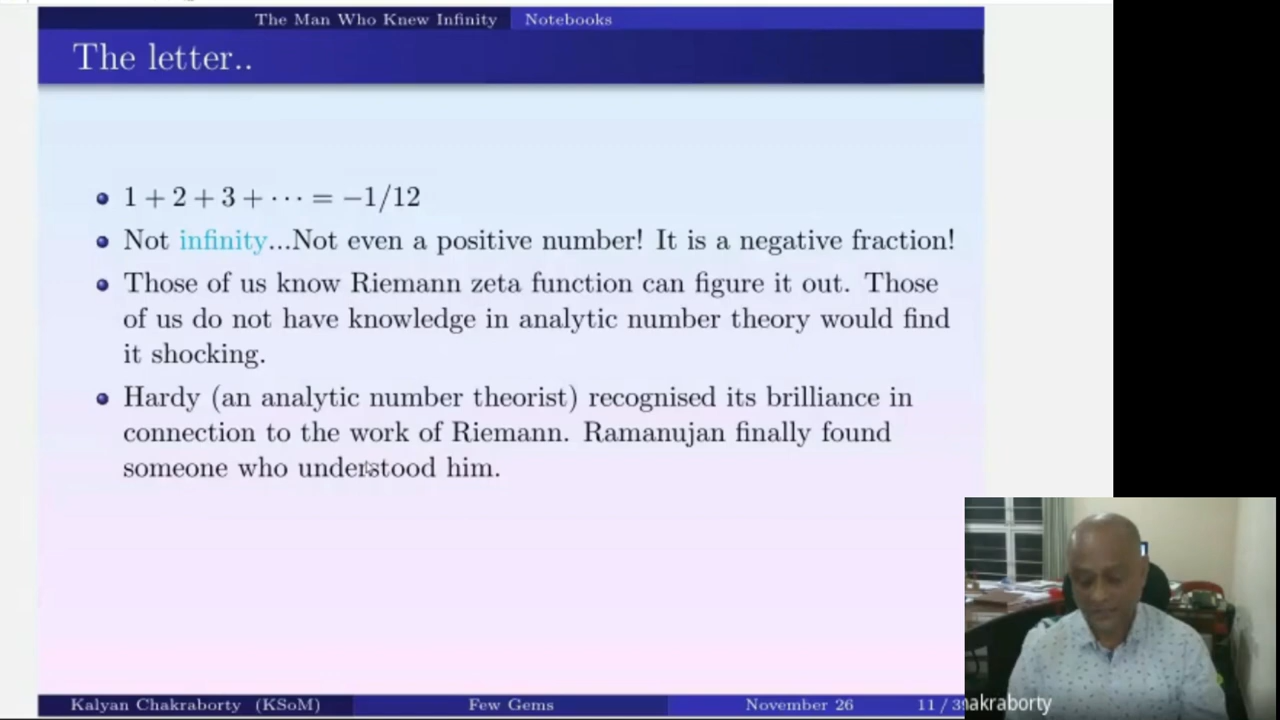 The Man Who Knew Infinity Notebooks
The letter..
1 + 2 + 3 + · · · = −1/12
Not infinity...Not even a positive number! It is a negative fraction!
Those of us know Riemann zeta function can figure it out. Those
of us do not have knowledge in analytic number theory would find
it shocking.
Hardy (an analytic number theorist) recognised its brilliance in
connection to the work of Riemann. Ramanujan finally found
someone who understood him.
Kalyan Chakraborty (KSoM) Few Gems November 26 11 /